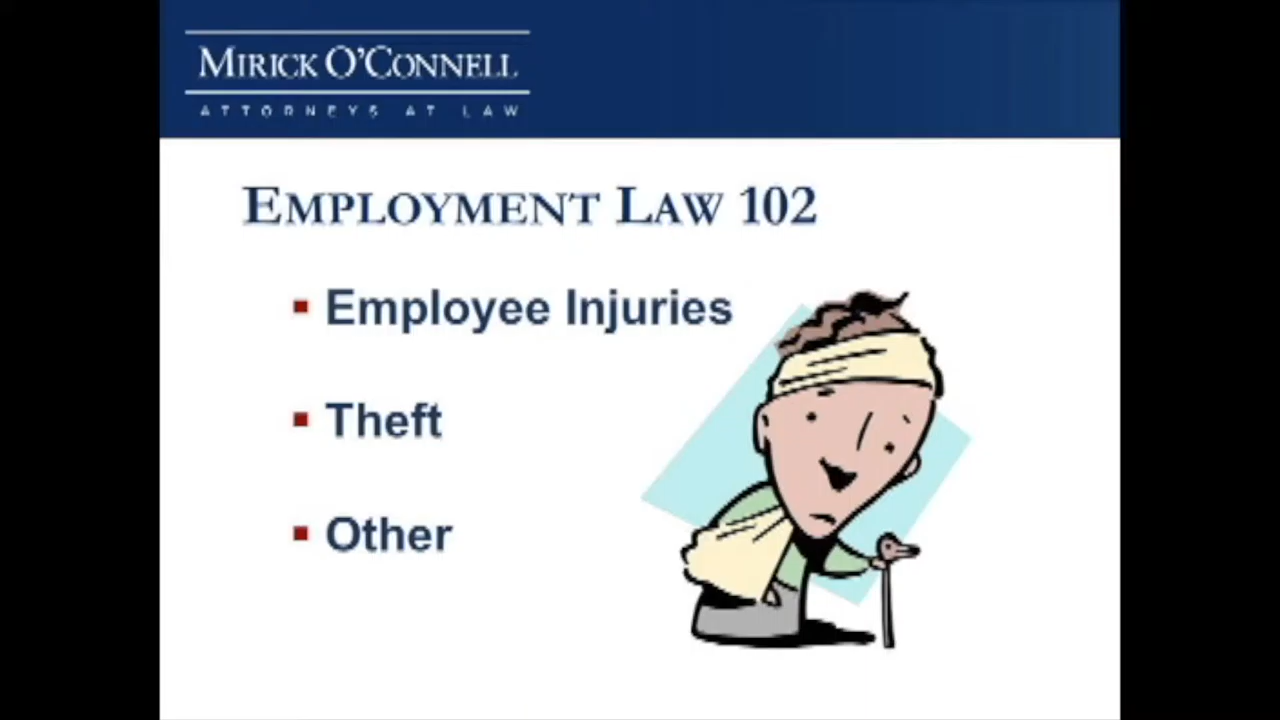 MIRICK O'CONNELL
ATTORNEYS AT LAW
EMPLOYMENT LAW 102
Employee Injuries
Theft
Other